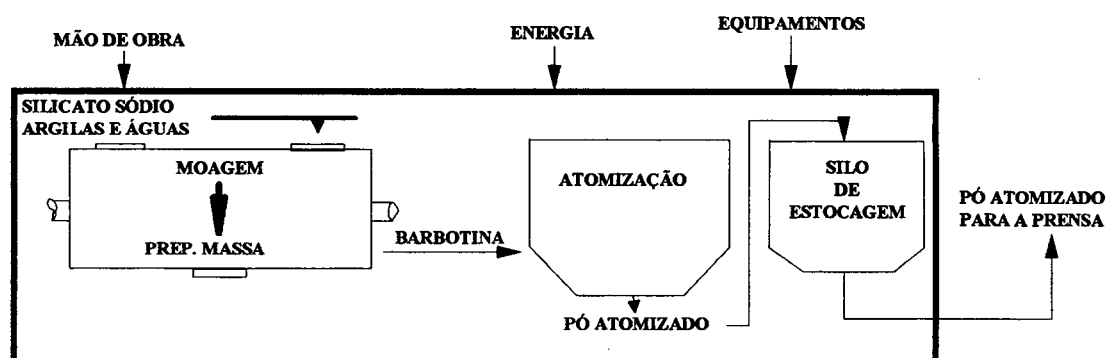 MÃO DE OBRA
ENERGIA
EQUIPAMENTOS
SILICATO SÓDIO
ARGILAS E ÁGUAS
MOAGEM
PREP. MASSA
BARBOTINA
ATOMIZAÇÃO
PÓ ATOMIZADO
SILO
DE
ESTOCAGEM
PÓ ATOMIZADO
PARA A PRENSA